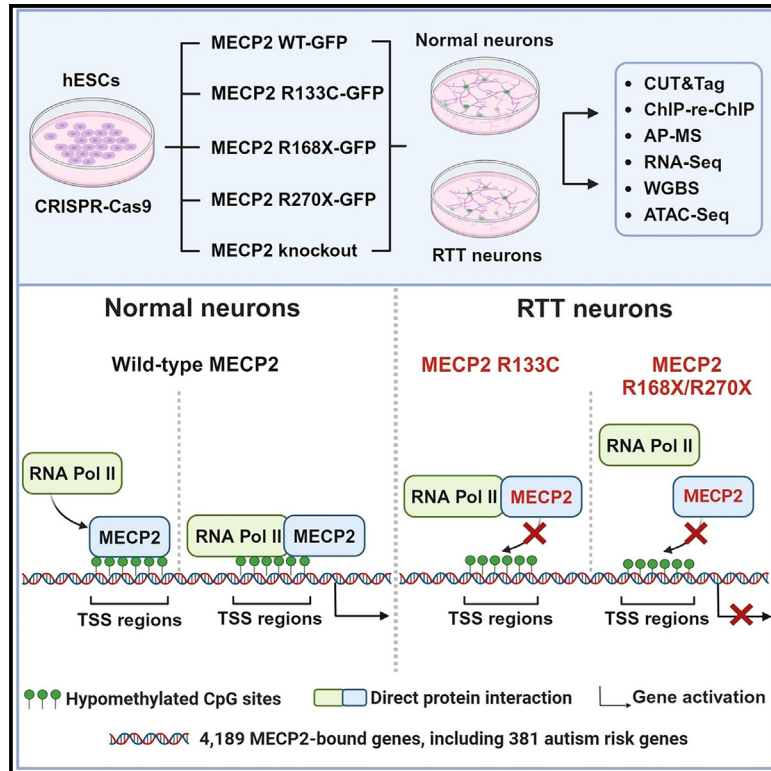 hESCs
CRISPR-Cas9
MECP2 WT-GFP
MECP2 R133C-GFP
MECP2 R168X-GFP
MECP2 R270X-GFP
MECP2 knockout
Normal neurons
RTT neurons
• CUT&Tag
• ChIP-re-ChIP
• AP-MS
• RNA-Seq
• WGBS
• ATAC-Seq
Normal neurons
Wild-type MECP2
RNA Pol II
MECP2
TSS regions
RNA Pol II
MECP2
TSS regions
RTT neurons
MECP2 R133C
RNA Pol II
MECP2
TSS regions
MECP2
R168X/R270X
RNA Pol II
MECP2
TSS regions
Hypomethylated CpG sites
Direct protein interaction
Gene activation
4,189 MECP2-bound genes, including 381 autism risk genes